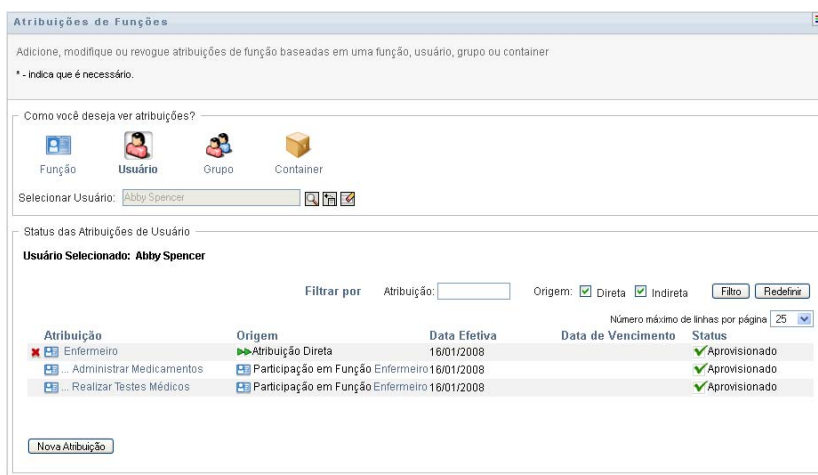 Atribuições de Funções
Adicione, modifique ou revogue atribuições de função baseadas em uma função, usuário, grupo ou container
* - indica que é necessário.
Como você deseja ver atribuições?
Função Usuário Grupo Container
Selecionar Usuário: Abby Spencer
Status das Atribuições de Usuário
Usuário Selecionado: Abby Spencer
Filtrar por Atribuição: Origem: Direta Indireta Filtro Redefinir
Número máximo de linhas por página 25
Atribuição Origem Data Efetiva Data de Vencimento Status
Enfermeiro Atribuição Direta 16/01/2008 Aprovisionado
... Administrar Medicamentos Participação em Função Enfermeiro 16/01/2008 Aprovisionado
... Realizar Testes Médicos Participação em Função Enfermeiro 16/01/2008 Aprovisionado
Nova Atribuição